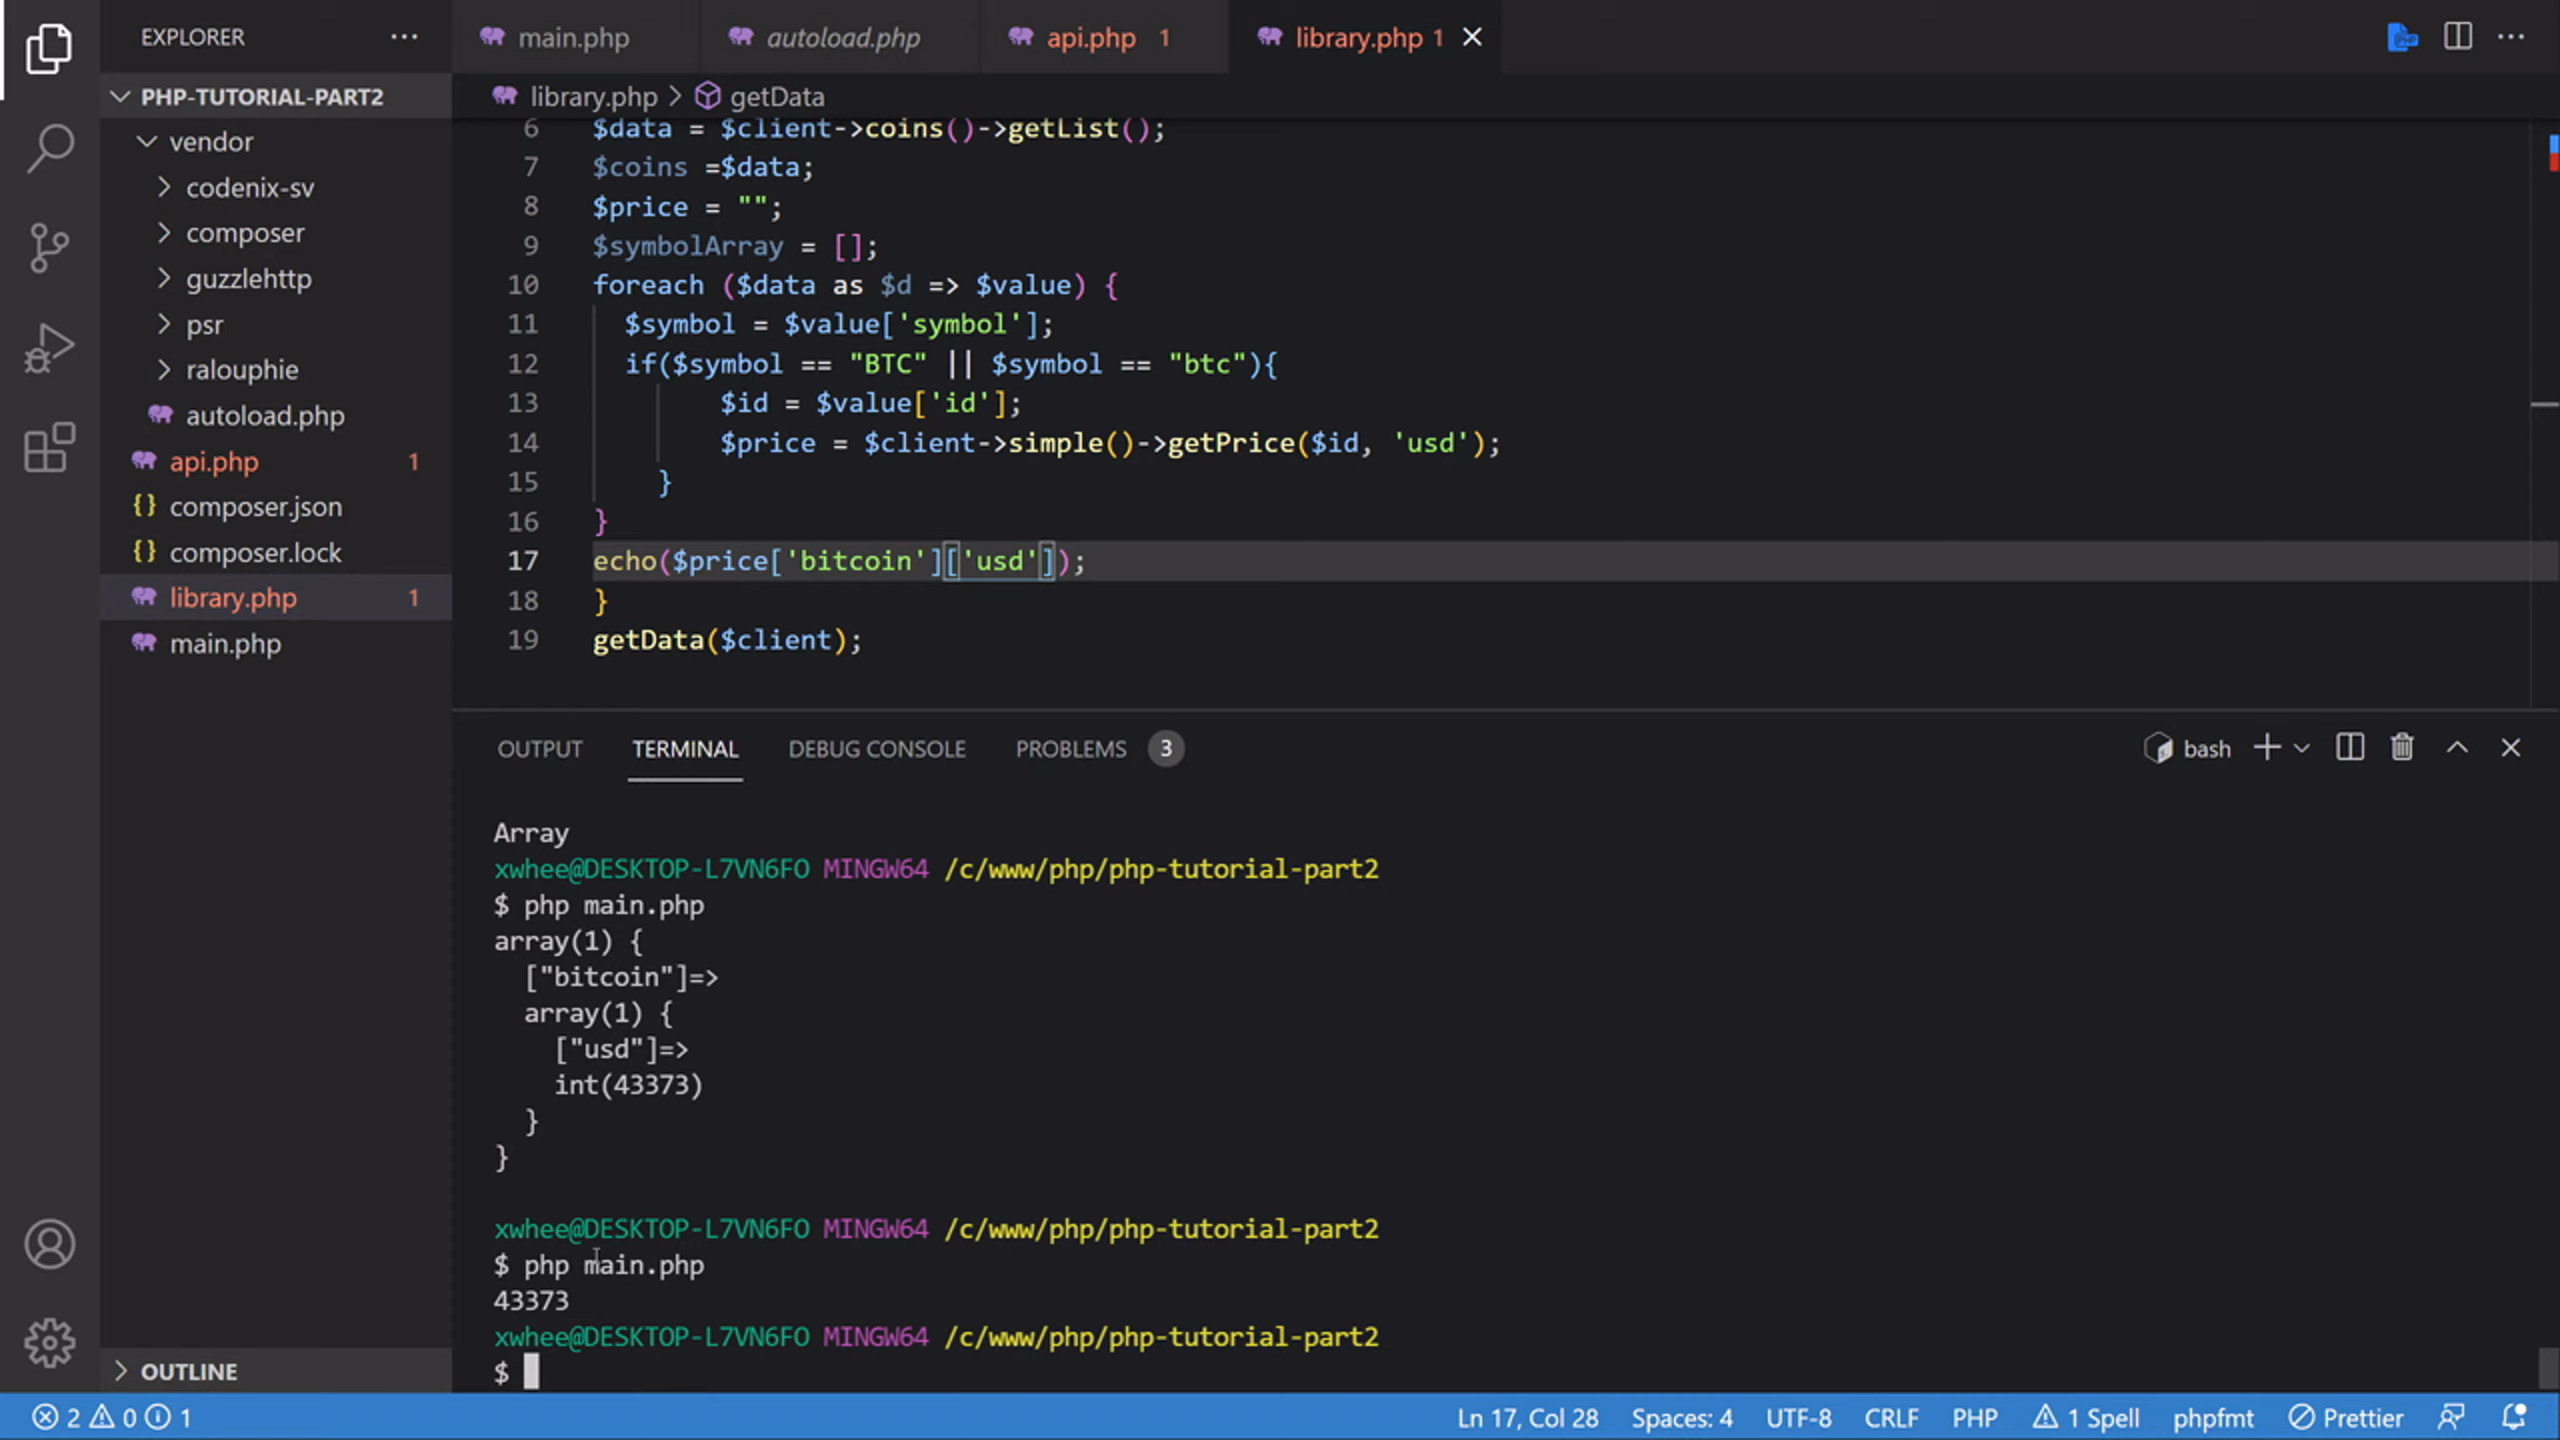 EXPLORER ...
main.php
autoload.php
api.php 1
library.php 1
PHP-TUTORIAL-PART2
vendor
codenix-sv
composer
guzzlehttp
psr
ralouphie
autoload.php
api.php 1
{} composer.json
{} composer.lock
library.php 1
main.php
OUTLINE
library.php > getData
6 $data = $client->coins()->getList();
7 $coins =$data;
8 $price = "";
9 $symbolArray = [];
10 foreach ($data as $d => $value) {
11 $symbol = $value['symbol'];
12 if($symbol == "BTC" || $symbol == "btc"){
13 $id = $value['id'];
14 $price = $client->simple()->getPrice($id, 'usd');
15 }
16 }
17 echo($price['bitcoin']['usd']);
18 }
19 getData($client);
OUTPUT TERMINAL DEBUG CONSOLE PROBLEMS 3
bash
Array
xwhee@DESKTOP-L7VN6FO MINGW64 /c/www/php/php-tutorial-part2
$ php main.php
array(1) {
["bitcoin"]=>
array(1) {
["usd"]=>
int(43373)
}
}
xwhee@DESKTOP-L7VN6FO MINGW64 /c/www/php/php-tutorial-part2
$ php main.php
43373
xwhee@DESKTOP-L7VN6FO MINGW64 /c/www/php/php-tutorial-part2
$
2 0 1 Ln 17, Col 28 Spaces: 4 UTF-8 CRLF PHP 1 Spell phpfmt Prettier